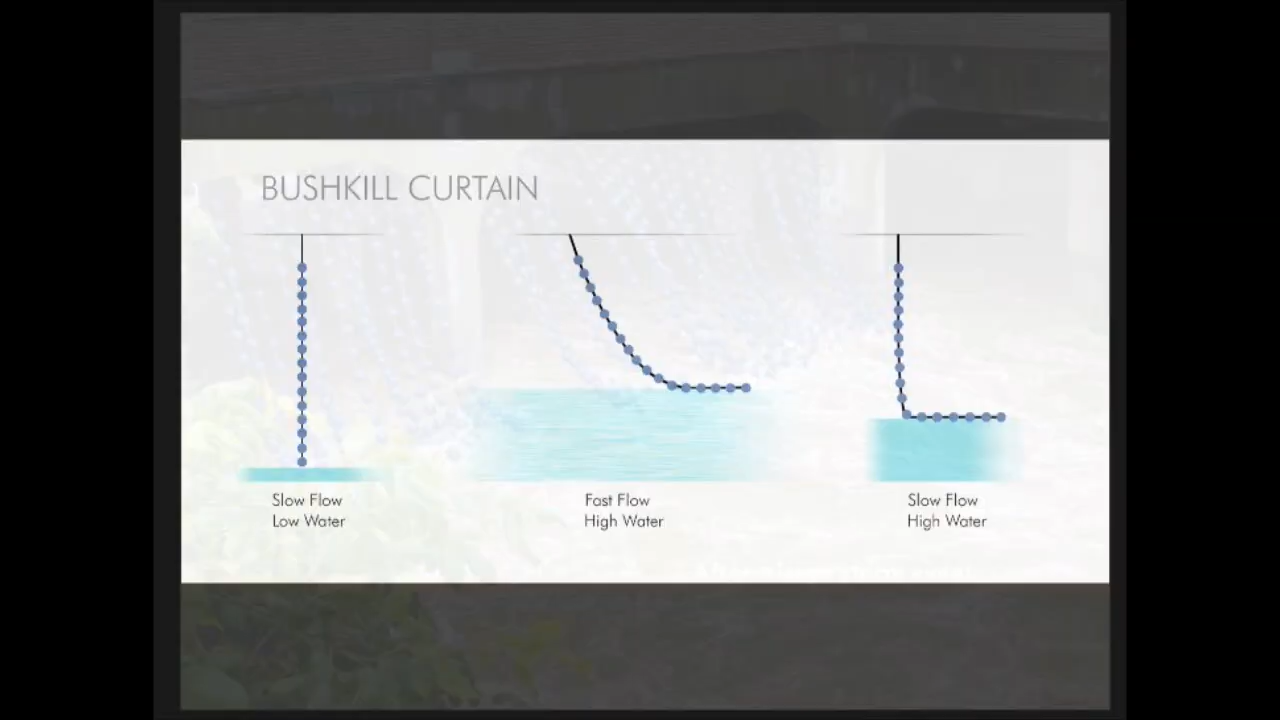 BUSHKILL CURTAIN
Slow Flow
Low Water
Fast Flow
High Water
Slow Flow
High Water